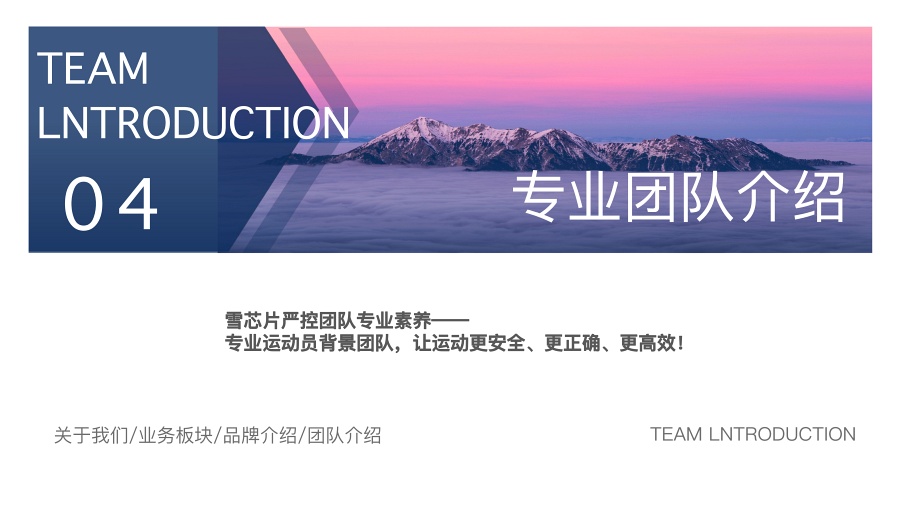 TEAM
LNTRODUCTION
04
专业团队介绍
雪芯片严控团队专业素养——
专业运动员背景团队，让运动更安全、更正确、更高效！
关于我们/业务板块/品牌介绍/团队介绍
TEAM LNTRODUCTION